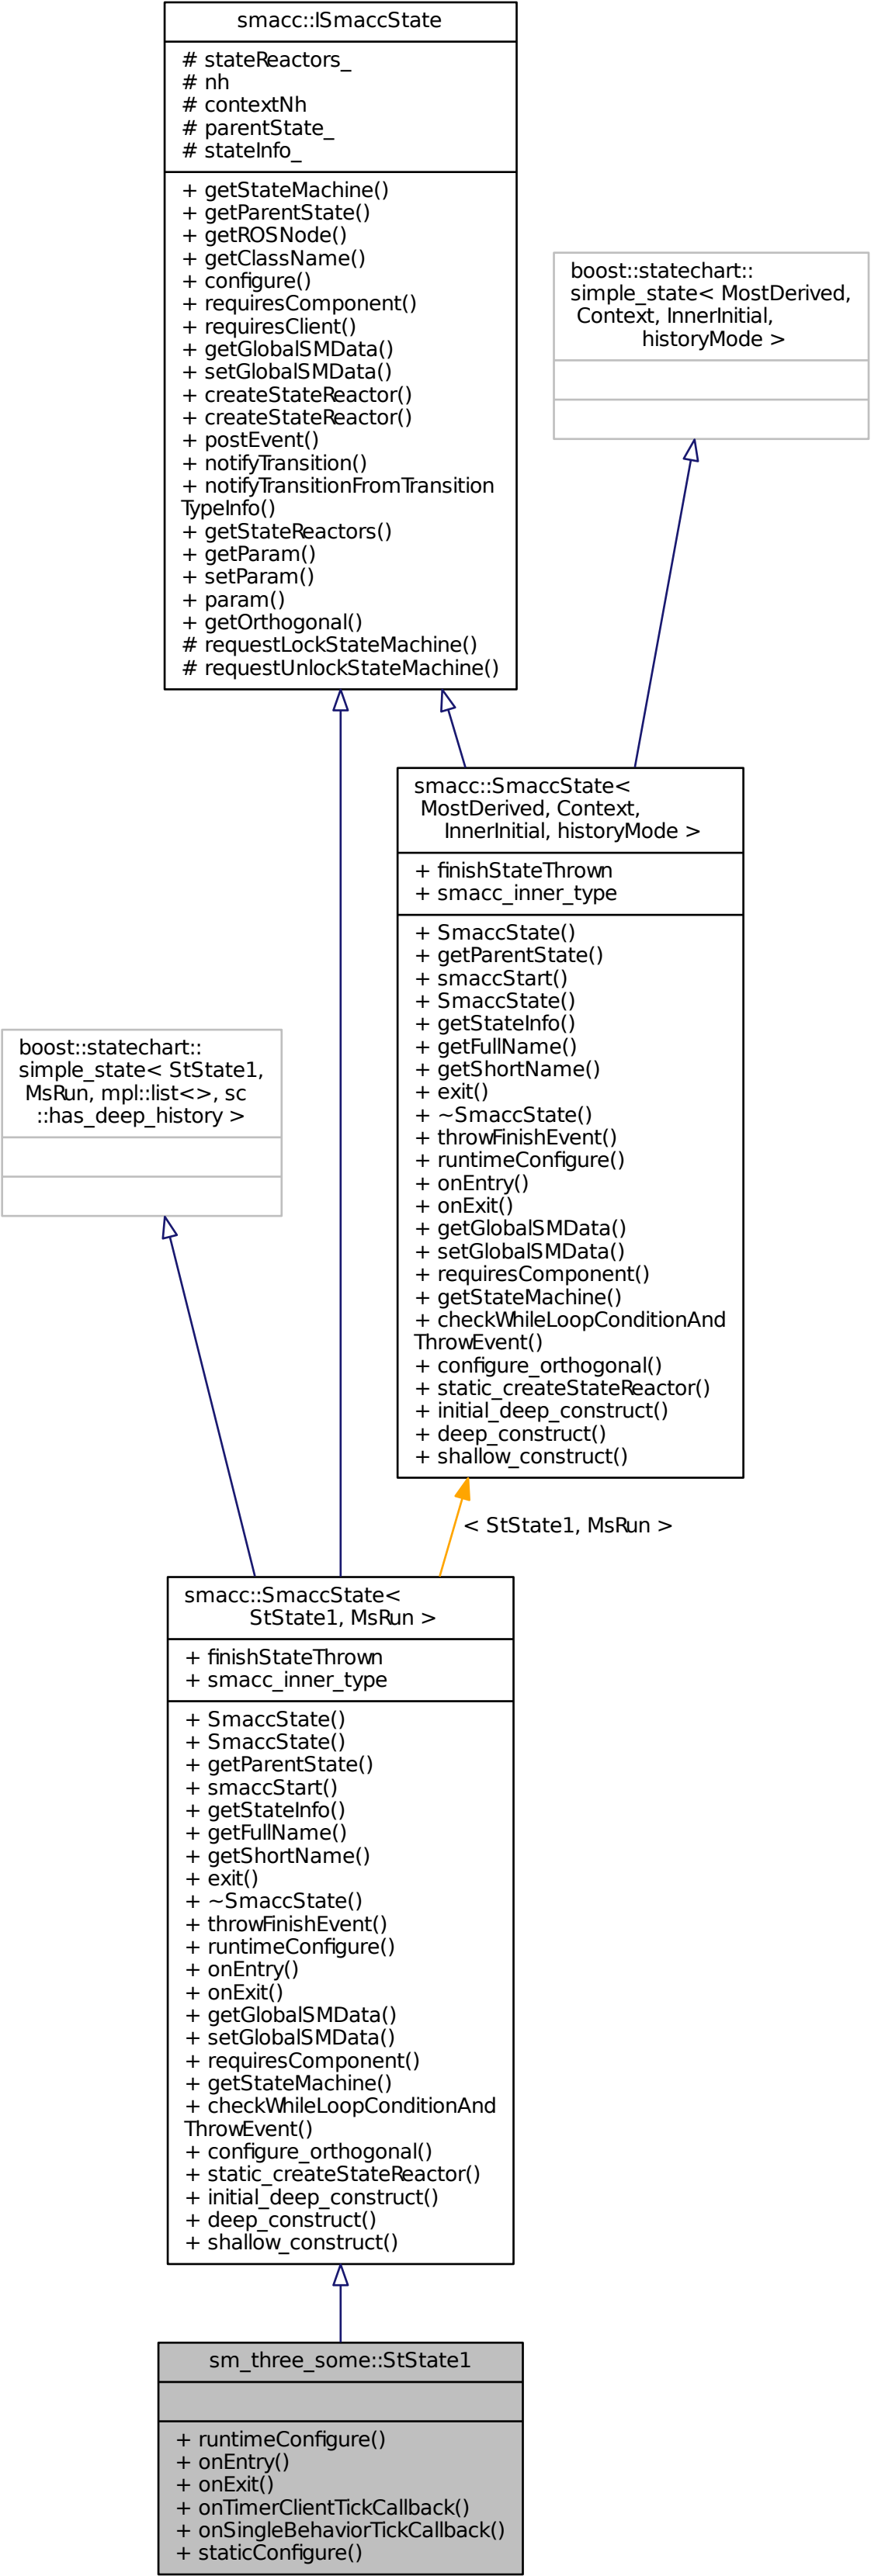 smacc::ISmaccState
# stateReactors_
# nh
# contextNh
# parentState_
# stateInfo_
+ getStateMachine()
+ getParentState()
+ getROSNode()
+ getClassName()
+ configure()
+ requiresComponent()
+ requiresClient()
+ getGlobalSMData()
+ setGlobalSMData()
+ createStateReactor()
+ createStateReactor()
+ postEvent()
+ notifyTransition()
+ notifyTransitionFromTransition
TypeInfo()
+ getStateReactors()
+ getParam()
+ setParam()
+ param()
+ getOrthogonal()
# requestLockStateMachine()
# requestUnlockStateMachine()
boost::statechart::
simple_state< MostDerived,
Context, InnerInitial,
historyMode >
smacc::SmaccState<
MostDerived, Context,
InnerInitial, historyMode >
+ finishStateThrown
+ smacc_inner_type
+ SmaccState()
+ getParentState()
+ smaccStart()
+ SmaccState()
+ getStateInfo()
+ getFullName()
+ getShortName()
+ exit()
+ ~SmaccState()
+ throwFinishEvent()
+ runtimeConfigure()
+ onEntry()
+ onExit()
+ getGlobalSMData()
+ setGlobalSMData()
+ requiresComponent()
+ getStateMachine()
+ checkWhileLoopConditionAnd
ThrowEvent()
+ configure_orthogonal()
+ static_createStateReactor()
+ initial_deep_construct()
+ deep_construct()
+ shallow_construct()
boost::statechart::
simple_state< StState1,
MsRun, mpl::list<>, sc
::has_deep_history >
< StState1, MsRun >
smacc::SmaccState<
StState1, MsRun >
+ finishStateThrown
+ smacc_inner_type
+ SmaccState()
+ SmaccState()
+ getParentState()
+ smaccStart()
+ getStateInfo()
+ getFullName()
+ getShortName()
+ exit()
+ ~SmaccState()
+ throwFinishEvent()
+ runtimeConfigure()
+ onEntry()
+ onExit()
+ getGlobalSMData()
+ setGlobalSMData()
+ requiresComponent()
+ getStateMachine()
+ checkWhileLoopConditionAnd
ThrowEvent()
+ configure_orthogonal()
+ static_createStateReactor()
+ initial_deep_construct()
+ deep_construct()
+ shallow_construct()
sm_three_some::StState1
+ runtimeConfigure()
+ onEntry()
+ onExit()
+ onTimerClientTickCallback()
+ onSingleBehaviorTickCallback()
+ staticConfigure()